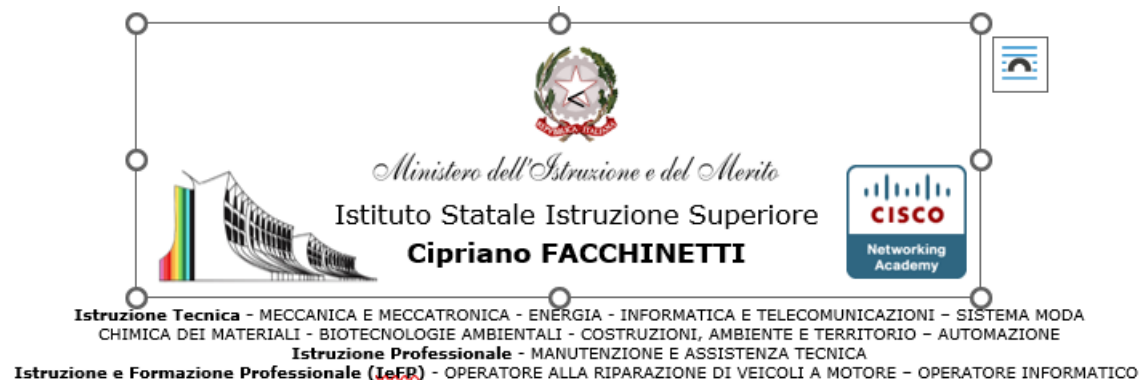 <
REPVBBLICA ITALIANA
Ministero dell'Istruzione e del Merito
Istituto Statale Istruzione Superiore
Cipriano FACCHINETTI
CISCO
Networking
Academy
Istruzione Tecnica - MECCANICA E MECCATRONICA - ENERGIA - INFORMATICA E TELECOMUNICAZIONI – SISTEMA MODA
CHIMICA DEI MATERIALI - BIOTECNOLOGIE AMBIENTALI - COSTRUZIONI, AMBIENTE E TERRITORIO – AUTOMAZIONE
Istruzione Professionale - MANUTENZIONE E ASSISTENZA TECNICA
Istruzione e Formazione Professionale (IeFP) - OPERATORE ALLA RIPARAZIONE DI VEICOLI A MOTORE – OPERATORE INFORMATICO